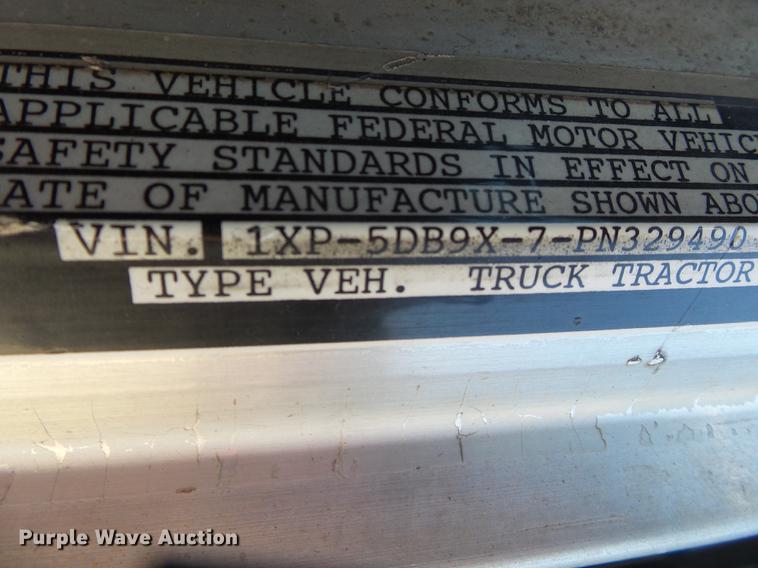 THIS VEHICLE CONFORMS TO ALL
APPLICABLE FEDERAL MOTOR VEHIC
SAFETY STANDARDS IN EFFECT ON
ATE OF MANUFACTURE SHOWN ABO
VIN. 1XP-5DB9X-7-PN329490
TYPE VEH. TRUCK TRACTOR
Purple Wave Auction